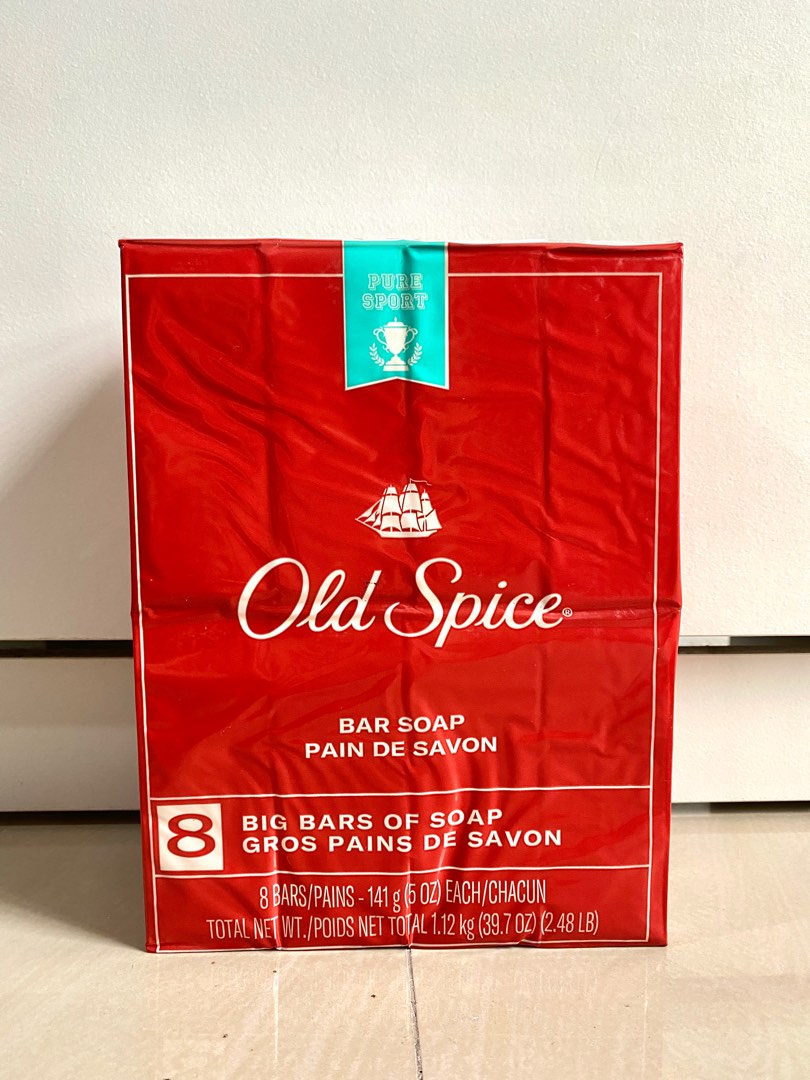 PURE
SPORT
Old Spice®
BAR SOAP
PAIN DE SAVON
8
BIG BARS OF SOAP
GROS PAINS DE SAVON
8 BARS/PAINS - 141 g (5 OZ) EACH/CHACUN
TOTAL NET WT./POIDS NET TOTAL 1.12 kg (39.7 OZ) (2.48 LB)